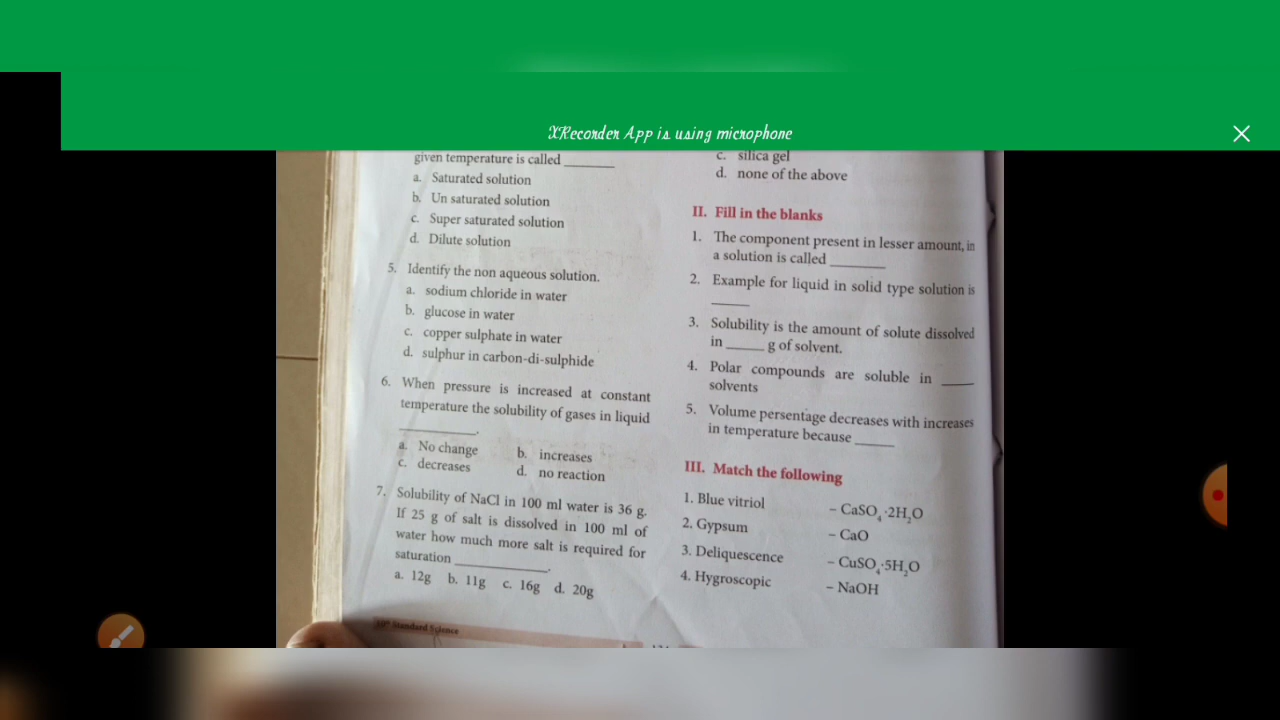 XRecorder App is using microphone
given temperature is called ______
a. Saturated solution
b. Un saturated solution
c. Super saturated solution
d. Dilute solution
5. Identify the non aqueous solution.
a. sodium chloride in water
b. glucose in water
c. copper sulphate in water
d. sulphur in carbon-di-sulphide
6. When pressure is increased at constant
temperature the solubility of gases in liquid
______.
a. No change b. increases
c. decreases d. no reaction
7. Solubility of NaCl in 100 ml water is 36 g.
If 25 g of salt is dissolved in 100 ml of
water how much more salt is required for
saturation ______.
a. 12g b. 11g c. 16g d. 20g
10th Standard Science
c. silica gel
d. none of the above
II. Fill in the blanks
1. The component present in lesser amount, in
a solution is called ______
2. Example for liquid in solid type solution is
______
3. Solubility is the amount of solute dissolved
in ______ g of solvent.
4. Polar compounds are soluble in ______
solvents
5. Volume persentage decreases with increases
in temperature because ______
III. Match the following
1. Blue vitriol – CaSO₄·2H₂O
2. Gypsum – CaO
3. Deliquescence – CuSO₄·5H₂O
4. Hygroscopic – NaOH